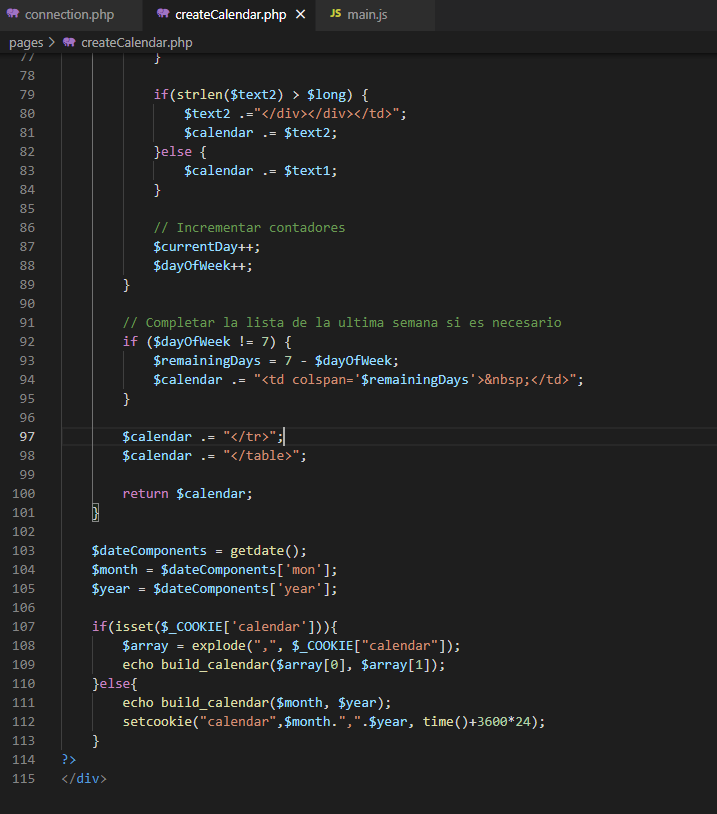 connection.php
createCalendar.php
JS main.js
pages > createCalendar.php
77 }
78
79 if(strlen($text2) > $long) {
80 $text2 .="</div></div></td>";
81 $calendar .= $text2;
82 }else {
83 $calendar .= $text1;
84 }
85
86 // Incrementar contadores
87 $currentDay++;
88 $dayOfWeek++;
89 }
90
91 // Completar la lista de la ultima semana si es necesario
92 if ($dayOfWeek != 7) {
93 $remainingDays = 7 - $dayOfWeek;
94 $calendar .= "<td colspan='$remainingDays'>&nbsp;</td>";
95 }
96
97 $calendar .= "</tr>";
98 $calendar .= "</table>";
99
100 return $calendar;
101 }
102
103 $dateComponents = getdate();
104 $month = $dateComponents['mon'];
105 $year = $dateComponents['year'];
106
107 if(isset($_COOKIE['calendar'])){
108 $array = explode(",", $_COOKIE["calendar"]);
109 echo build_calendar($array[0], $array[1]);
110 }else{
111 echo build_calendar($month, $year);
112 setcookie("calendar",$month.",".$year, time()+3600*24);
113 }
114 ?>
115 </div>